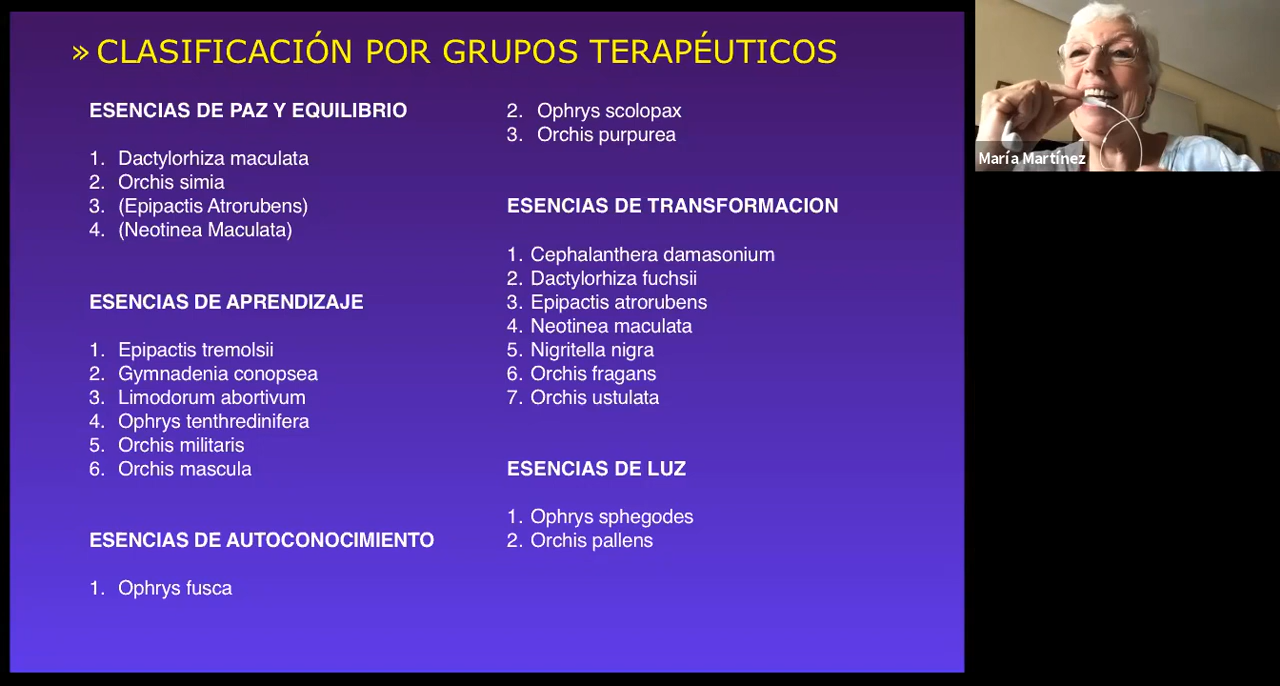 » CLASIFICACIÓN POR GRUPOS TERAPÉUTICOS
ESENCIAS DE PAZ Y EQUILIBRIO
1. Dactylorhiza maculata
2. Orchis simia
3. (Epipactis Atrorubens)
4. (Neotinea Maculata)
ESENCIAS DE APRENDIZAJE
1. Epipactis tremolsii
2. Gymnadenia conopsea
3. Limodorum abortivum
4. Ophrys tenthredinifera
5. Orchis militaris
6. Orchis mascula
ESENCIAS DE AUTOCONOCIMIENTO
1. Ophrys fusca
2. Ophrys scolopax
3. Orchis purpurea
ESENCIAS DE TRANSFORMACION
1. Cephalanthera damasonium
2. Dactylorhiza fuchsii
3. Epipactis atrorubens
4. Neotinea maculata
5. Nigritella nigra
6. Orchis fragans
7. Orchis ustulata
ESENCIAS DE LUZ
1. Ophrys sphegodes
2. Orchis pallens
María Martínez